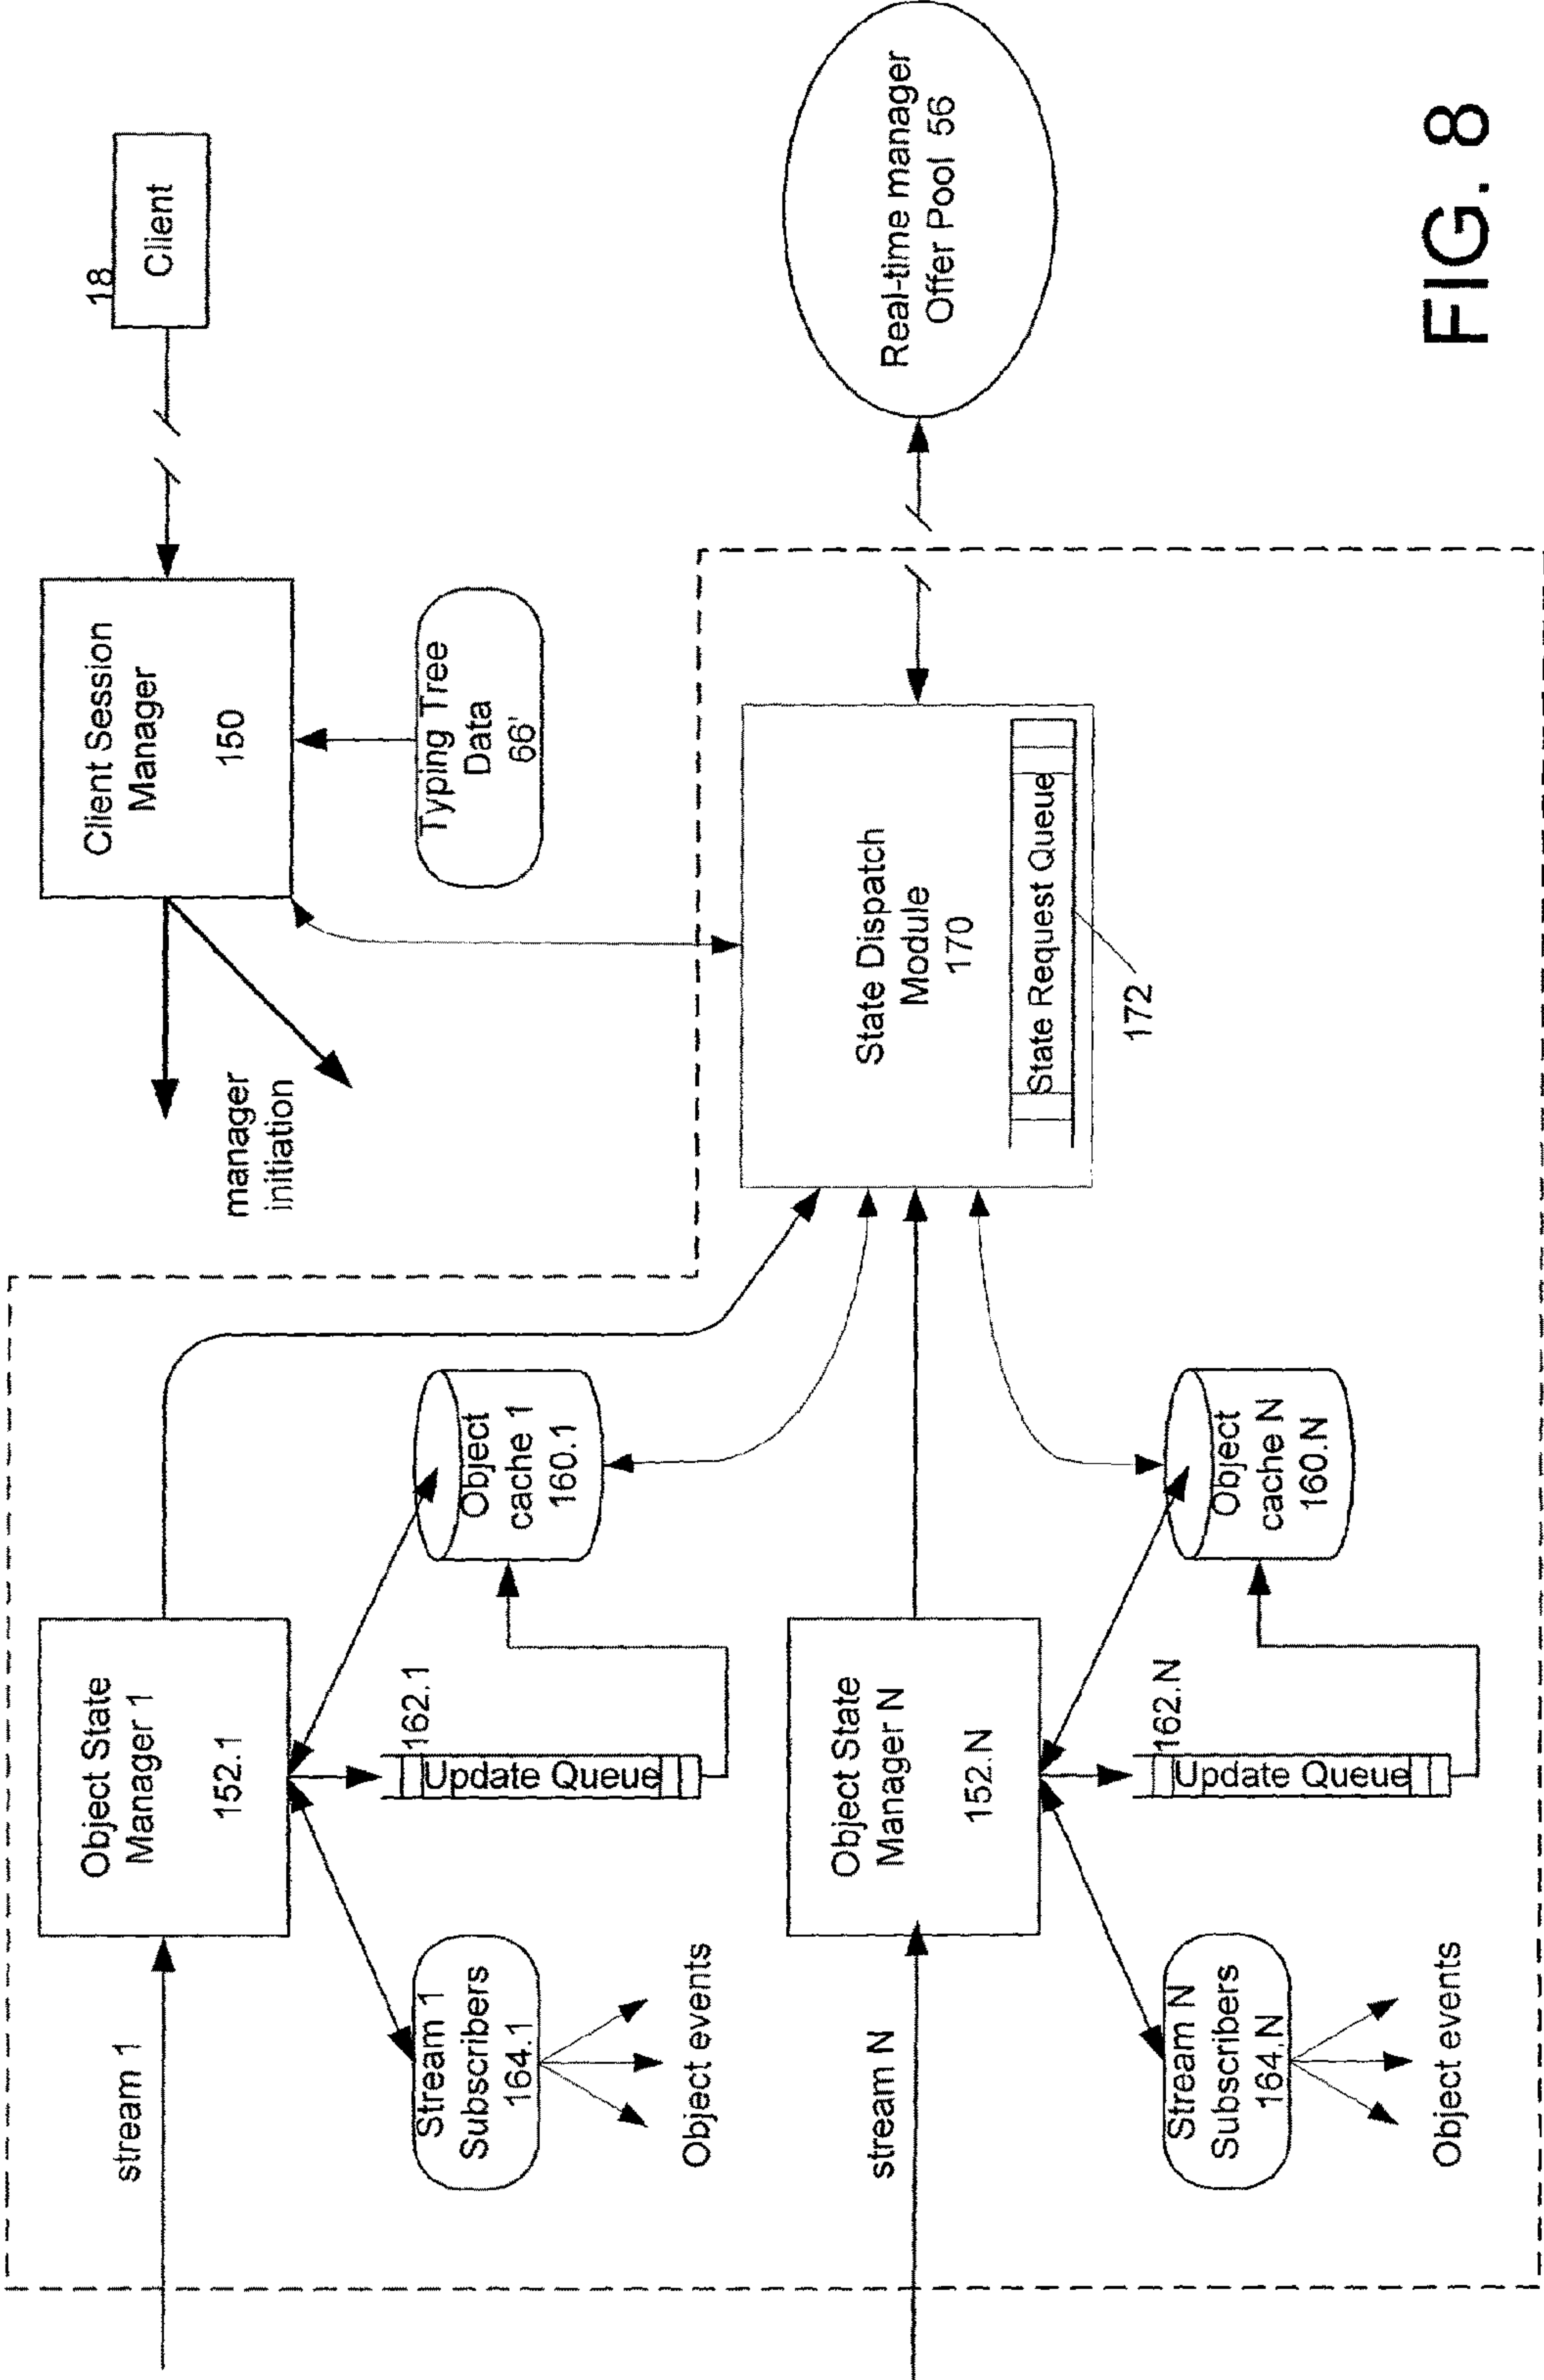 18
Client
Client Session
Manager
150
Typing Tree
Data
66'
manager
initiation
Real-time manager
Offer Pool 56
State Dispatch
Module
170
State Request Queue
172
stream 1
Object State
Manager 1
152.1
Object
cache 1
160.1
162.1
Update Queue
Stream 1
Subscribers
164.1
Object events
stream N
Object State
Manager N
152.N
Object
cache N
160.N
162.N
Update Queue
Stream N
Subscribers
164.N
Object events
FIG. 8